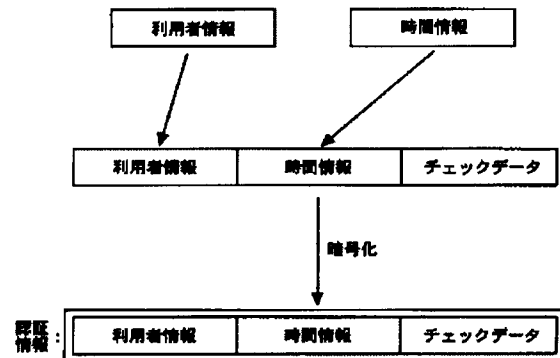 利用者情報
時間情報
利用者情報 時間情報 チェックデータ
暗号化
認証
情報 :
利用者情報 時間情報 チェックデータ